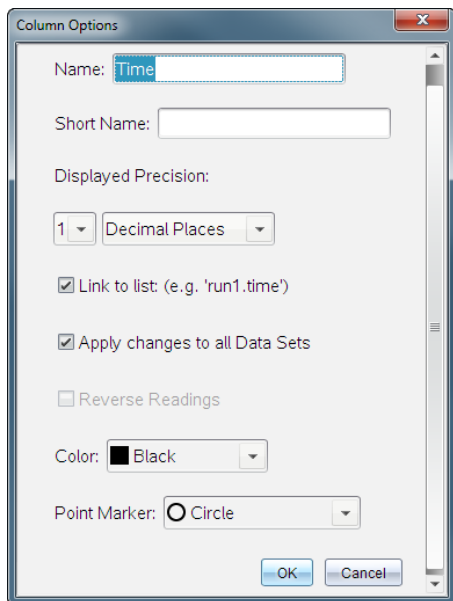 Column Options
Name: Time
Short Name:
Displayed Precision:
1 Decimal Places
Link to list: (e.g. 'run1.time')
Apply changes to all Data Sets
Reverse Readings
Color: Black
Point Marker: Circle
OK Cancel